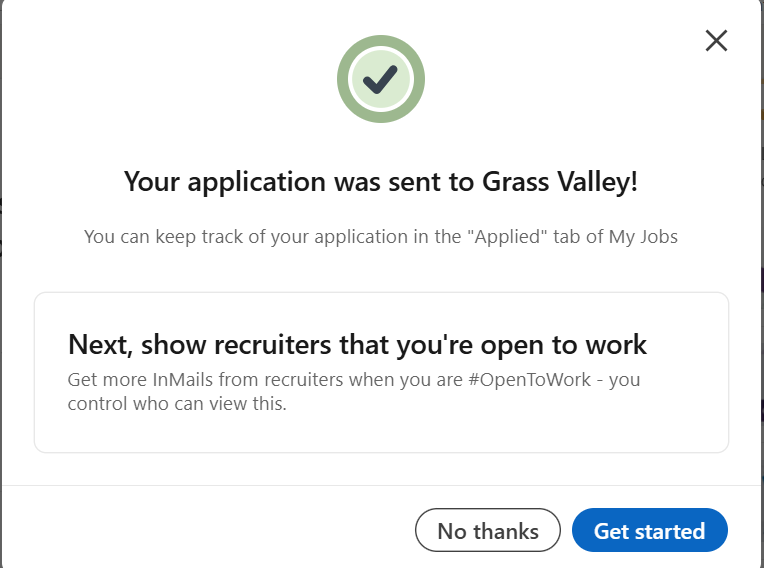 Your application was sent to Grass Valley!
You can keep track of your application in the "Applied" tab of My Jobs
Next, show recruiters that you're open to work
Get more InMails from recruiters when you are #OpenToWork - you
control who can view this.
No thanks
Get started